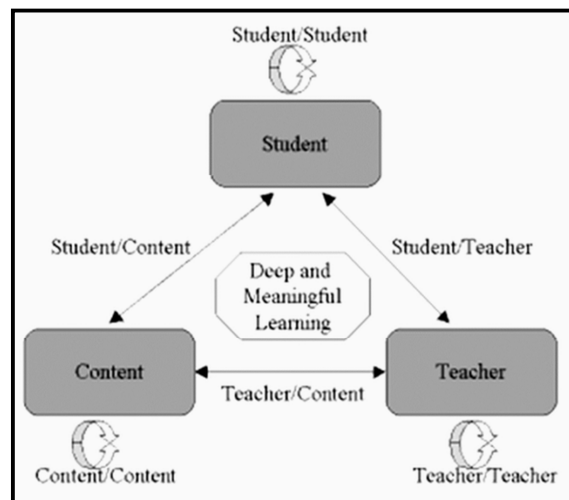 Student/Student
Student
Student/Content
Student/Teacher
Deep and
Meaningful
Learning
Content
Teacher/Content
Teacher
Content/Content
Teacher/Teacher